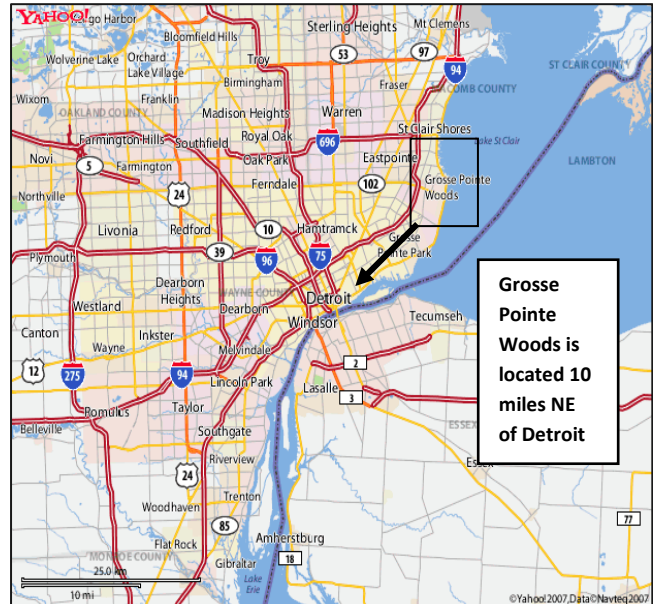 YAHOO!
Keego Harbor
Sterling Heights
Mt Clemens
Bloomfield Hills
Wolverine Lake
Orchard
Lake Village
Troy
53
97
94
ST CLAIR COUNTY
Birmingham
Fraser
MACOMB COUNTY
Wixom
Franklin
OAKLAND COUNTY
Madison Heights
Warren
Royal Oak
696
St Clair Shores
Lake St Clair
Farmington Hills
Southfield
Novi
5
Farmington
Oak Park
Eastpointe
LAMBTON
24
Ferndale
102
Grosse Pointe
Woods
Northville
Livonia
Redford
10
Hamtramck
39
96
75
Grosse
Pointe Park
Plymouth
Dearborn
Heights
WAYNE COUNTY
Detroit
Westland
Dearborn
Windsor
Tecumseh
Canton
Inkster
Wayne
Melvindale
2
12
275
94
Lincoln Park
Lasalle
3
Romulus
Taylor
Belleville
Southgate
ESSEX
Essex
Riverview
24
Trenton
77
Woodhaven
85
Flat Rock
Amherstburg
MONROE COUNTY
Gibraltar
18
25.0 km
Lake
Erie
10 mi
©Yahoo! 2007, Data©Navteq 2007
Grosse
Pointe
Woods is
located 10
miles NE
of Detroit